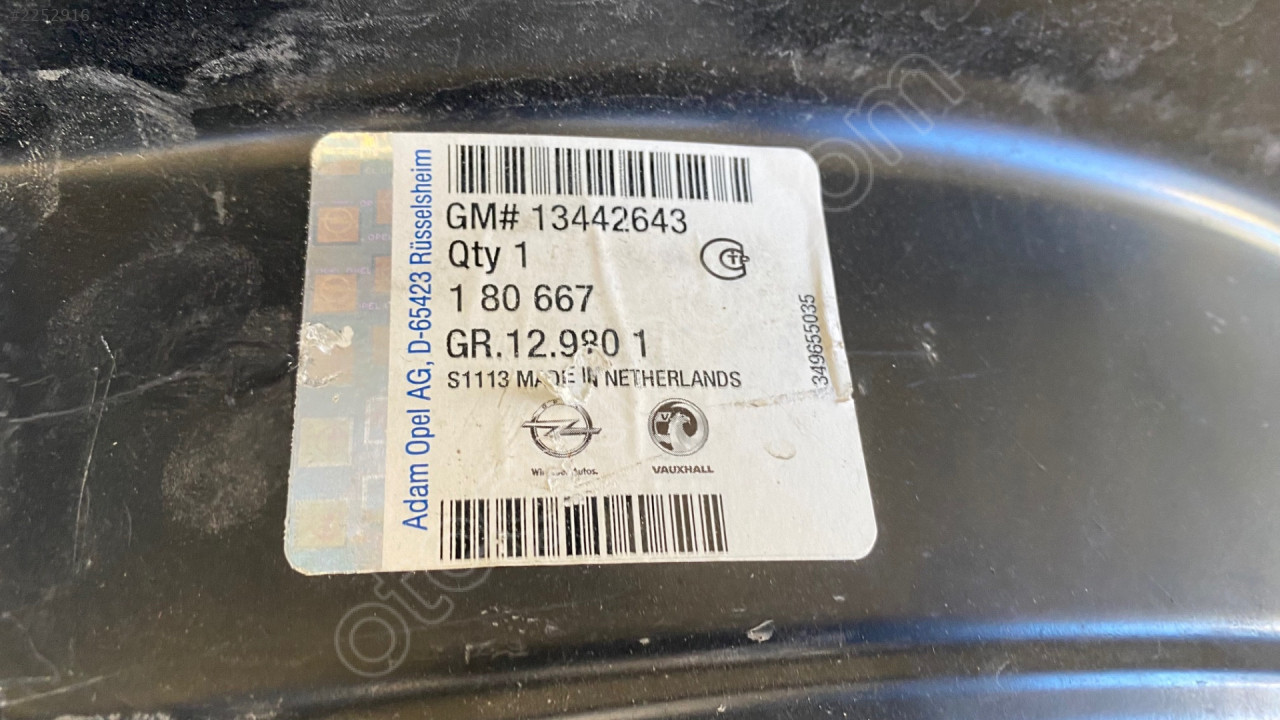 2252916
Adam Opel AG, D-65423 Rüsselsheim
GM# 13442643
Qty 1
1 80 667
GR.12.980 1
S1113 MADE IN NETHERLANDS
349655035
VAUXHALL